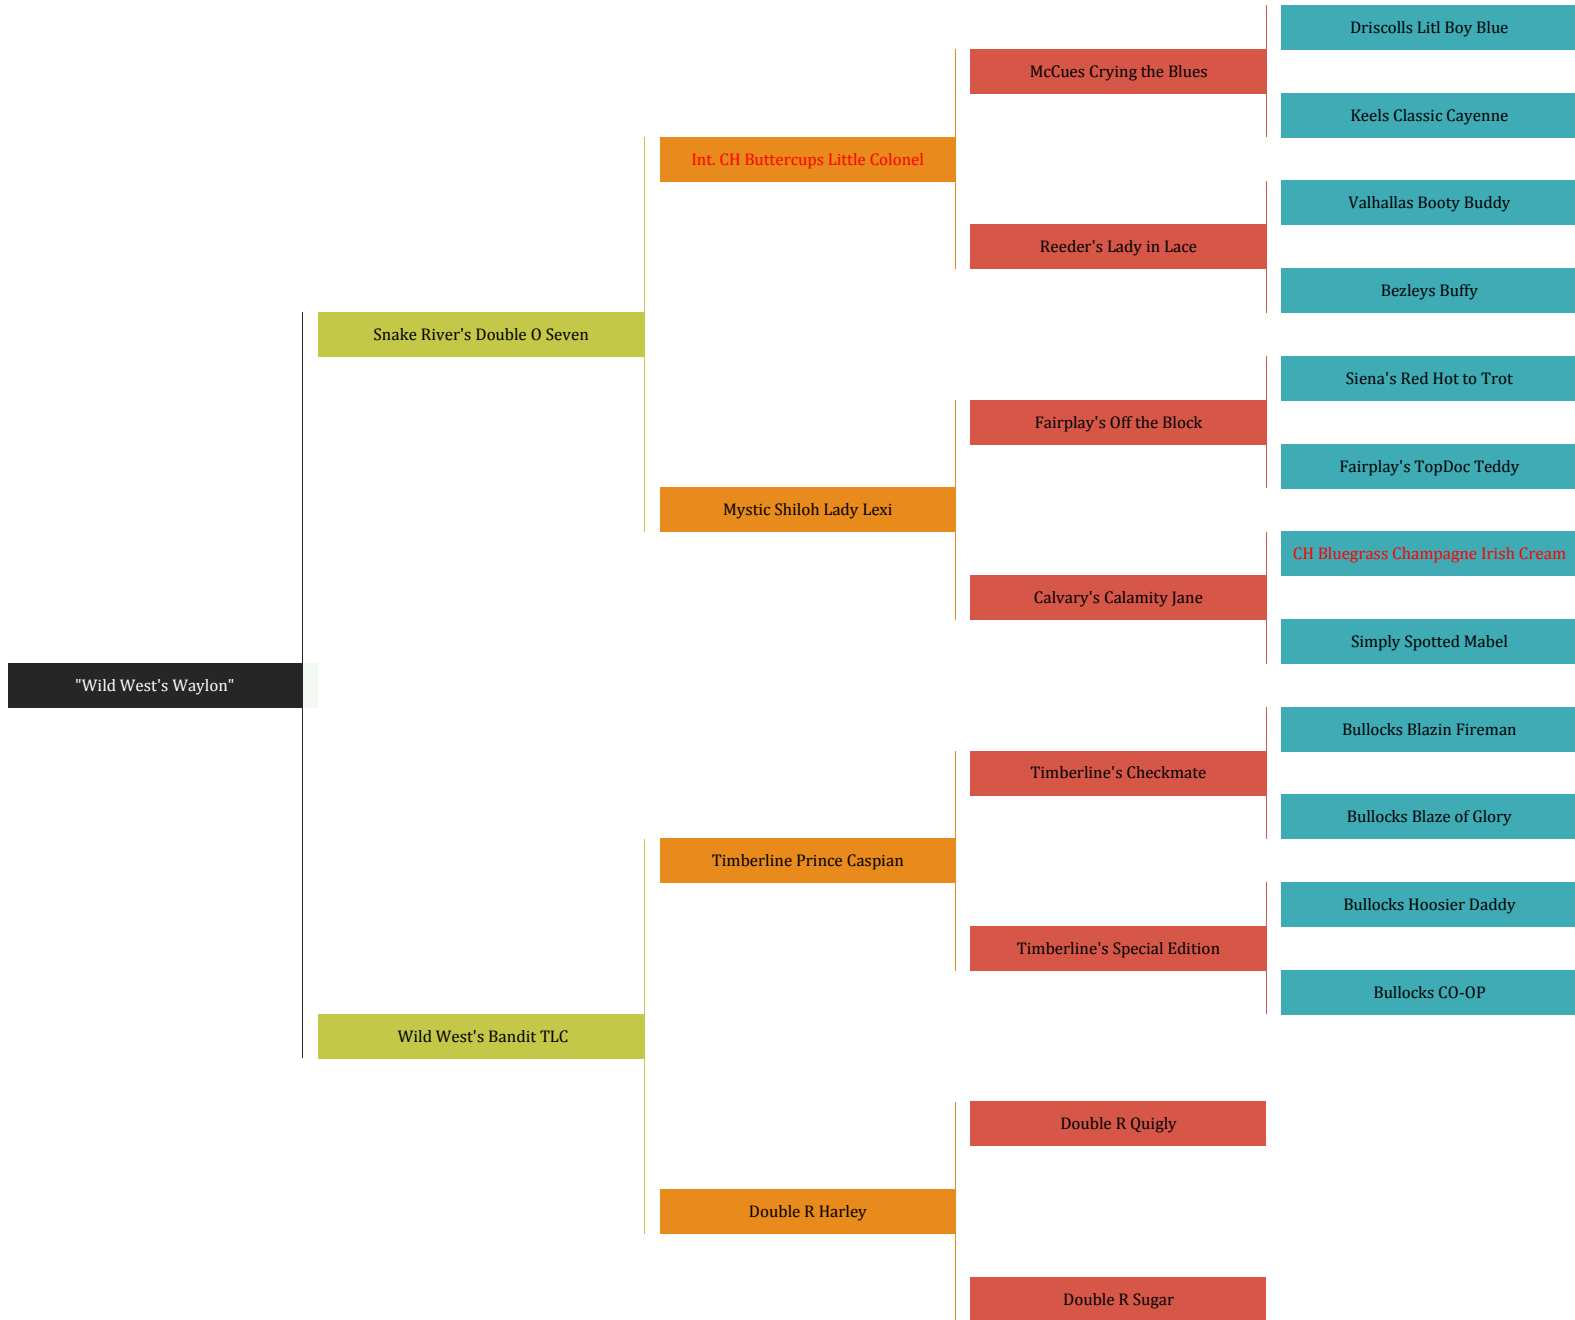 Driscolls Litl Boy Blue
McCues Crying the Blues
Keels Classic Cayenne
Int. CH Buttercups Little Colonel
Valhallas Booty Buddy
Reeder's Lady in Lace
Bezleys Buffy
Snake River's Double O Seven
Siena's Red Hot to Trot
Fairplay's Off the Block
Fairplay's TopDoc Teddy
Mystic Shiloh Lady Lexi
CH Bluegrass Champagne Irish Cream
Calvary's Calamity Jane
Simply Spotted Mabel
"Wild West's Waylon"
Bullocks Blazin Fireman
Timberline's Checkmate
Bullocks Blaze of Glory
Timberline Prince Caspian
Bullocks Hoosier Daddy
Timberline's Special Edition
Bullocks CO-OP
Wild West's Bandit TLC
Double R Quigly
Double R Harley
Double R Sugar